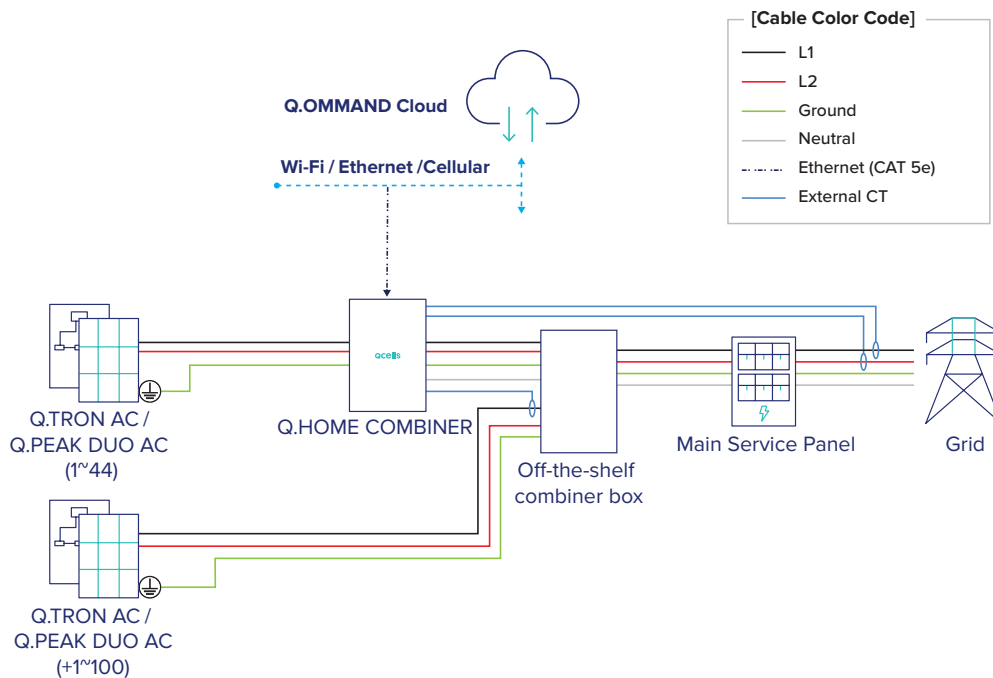 [Cable Color Code]
L1
L2
Ground
Neutral
Ethernet (CAT 5e)
External CT
Q.OMMAND Cloud
Wi-Fi / Ethernet /Cellular
qcells
Q.TRON AC /
Q.PEAK DUO AC
(1~44)
Q.HOME COMBINER
Off-the-shelf
combiner box
Main Service Panel
Grid
Q.TRON AC /
Q.PEAK DUO AC
(+1~100)